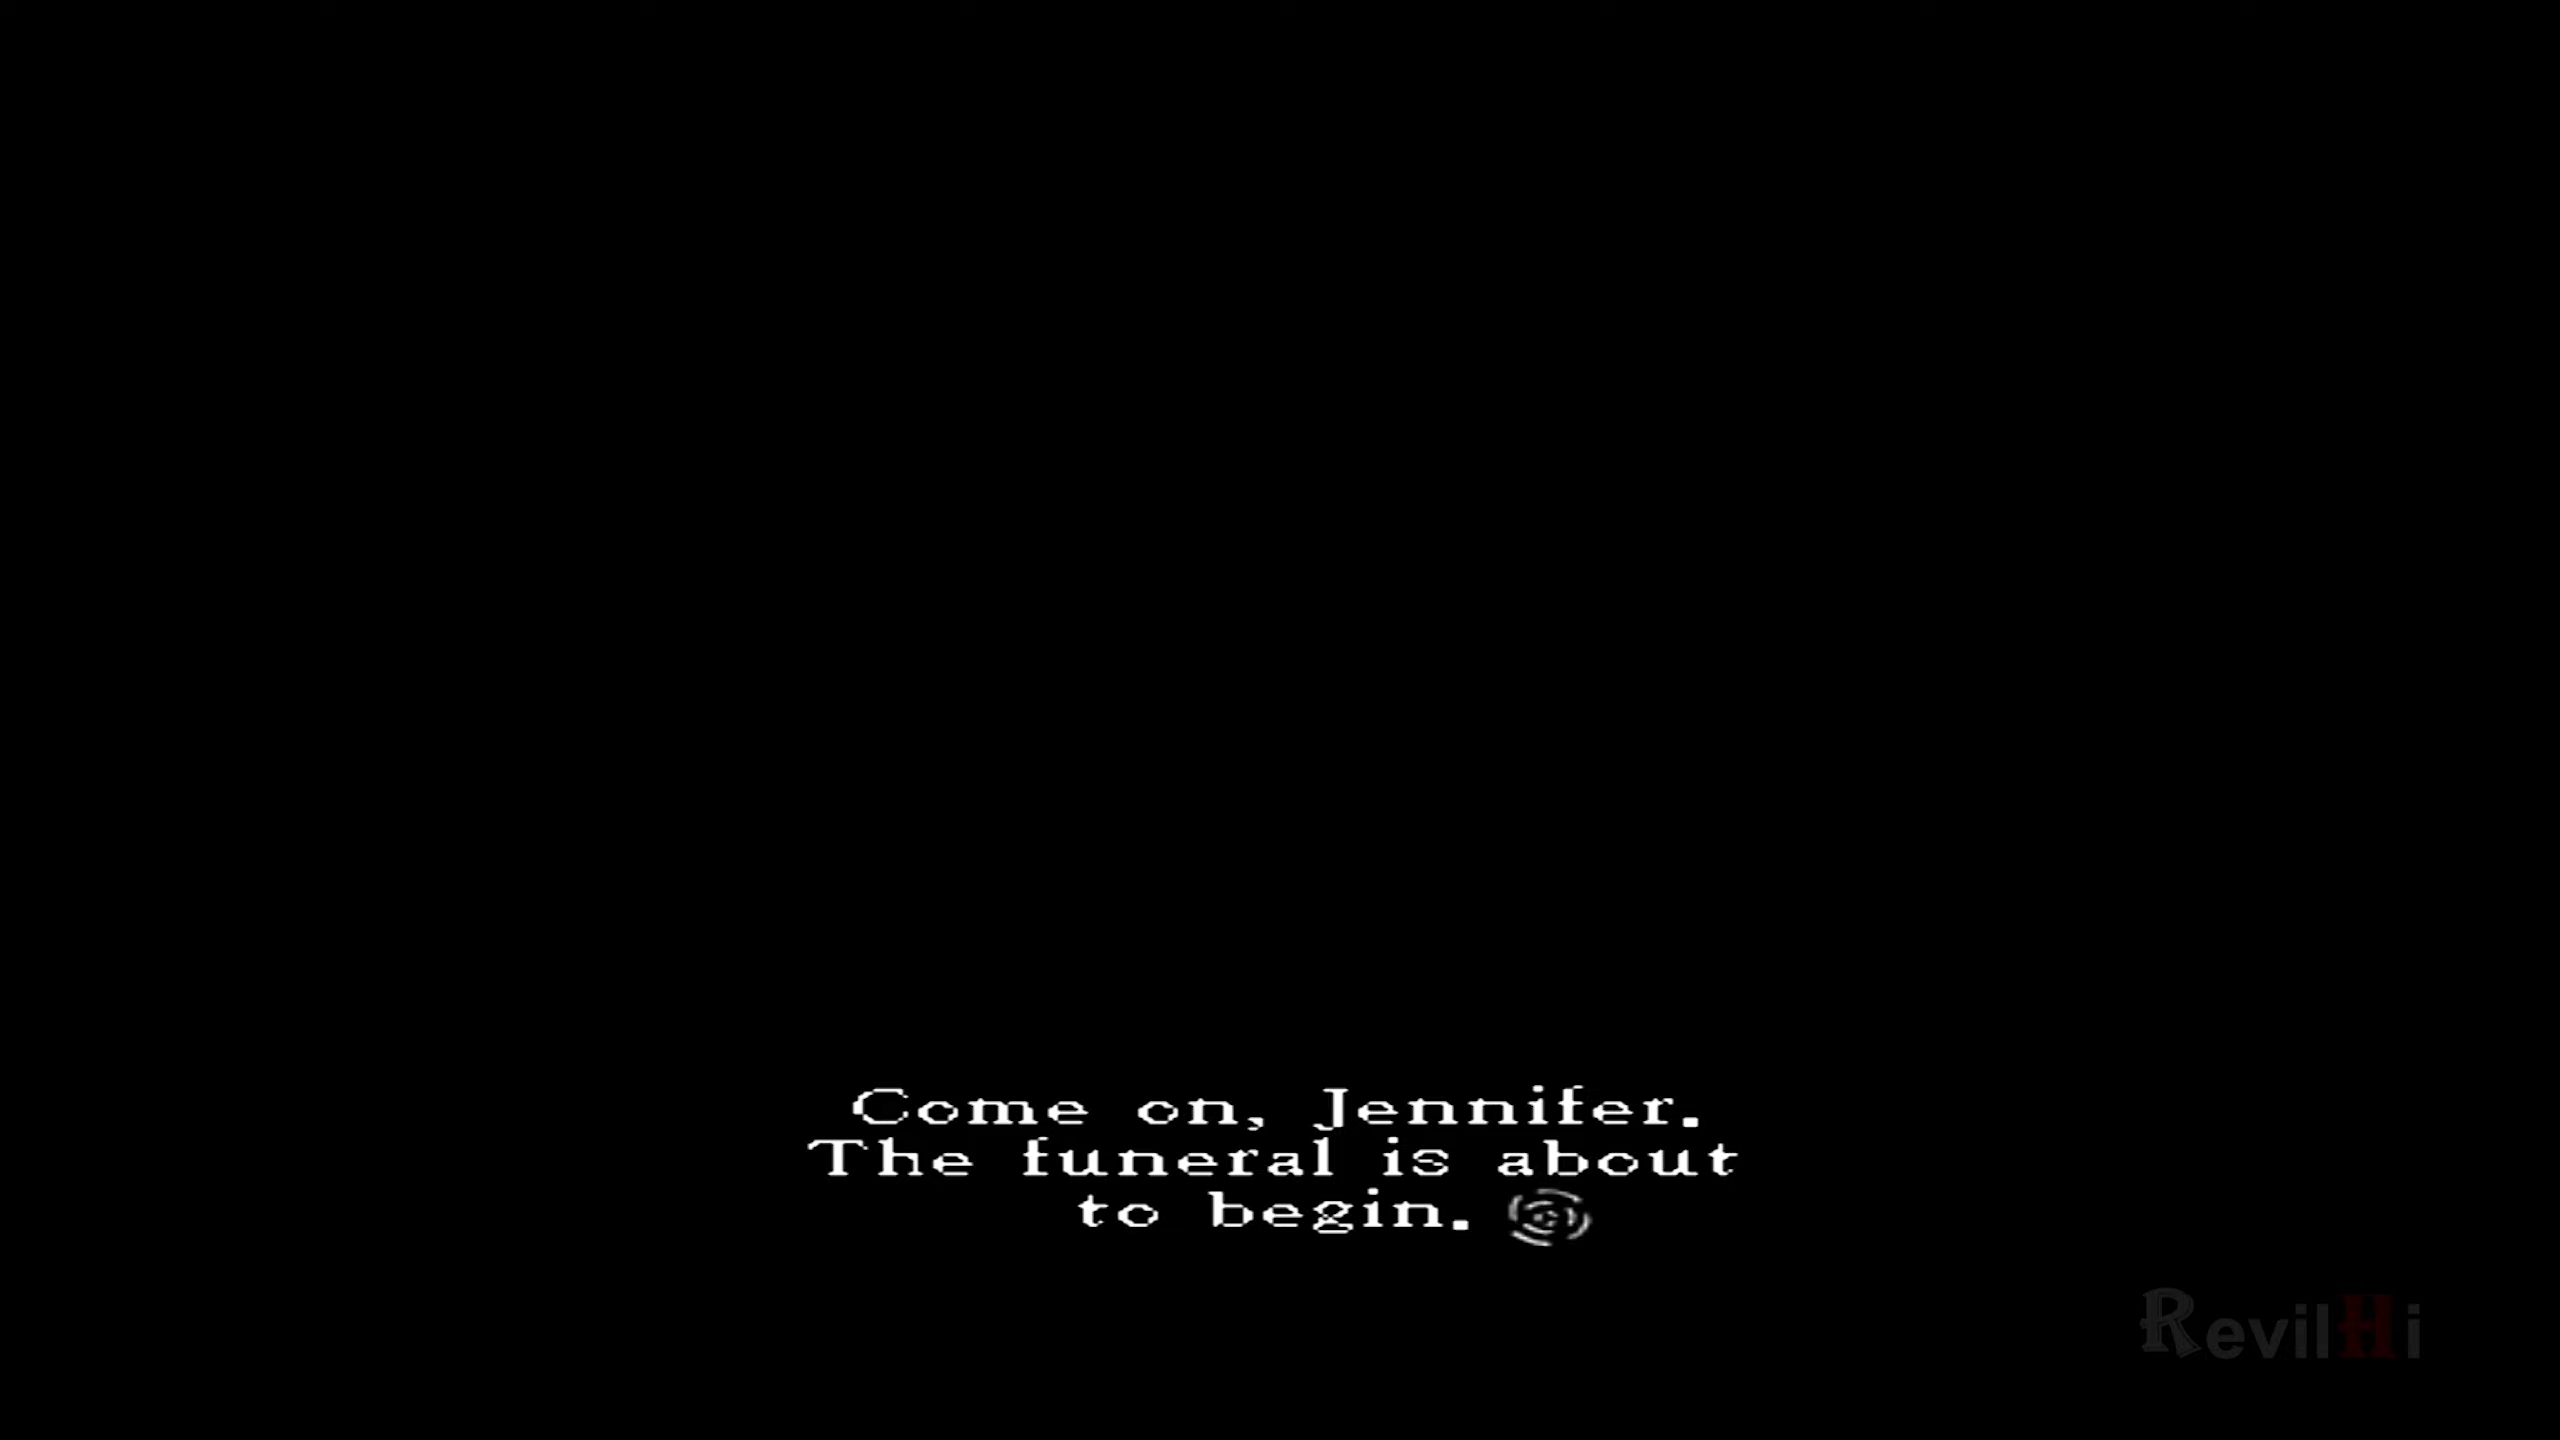 Come on, Jennifer.
The funeral is about
to begin.
RevilHi